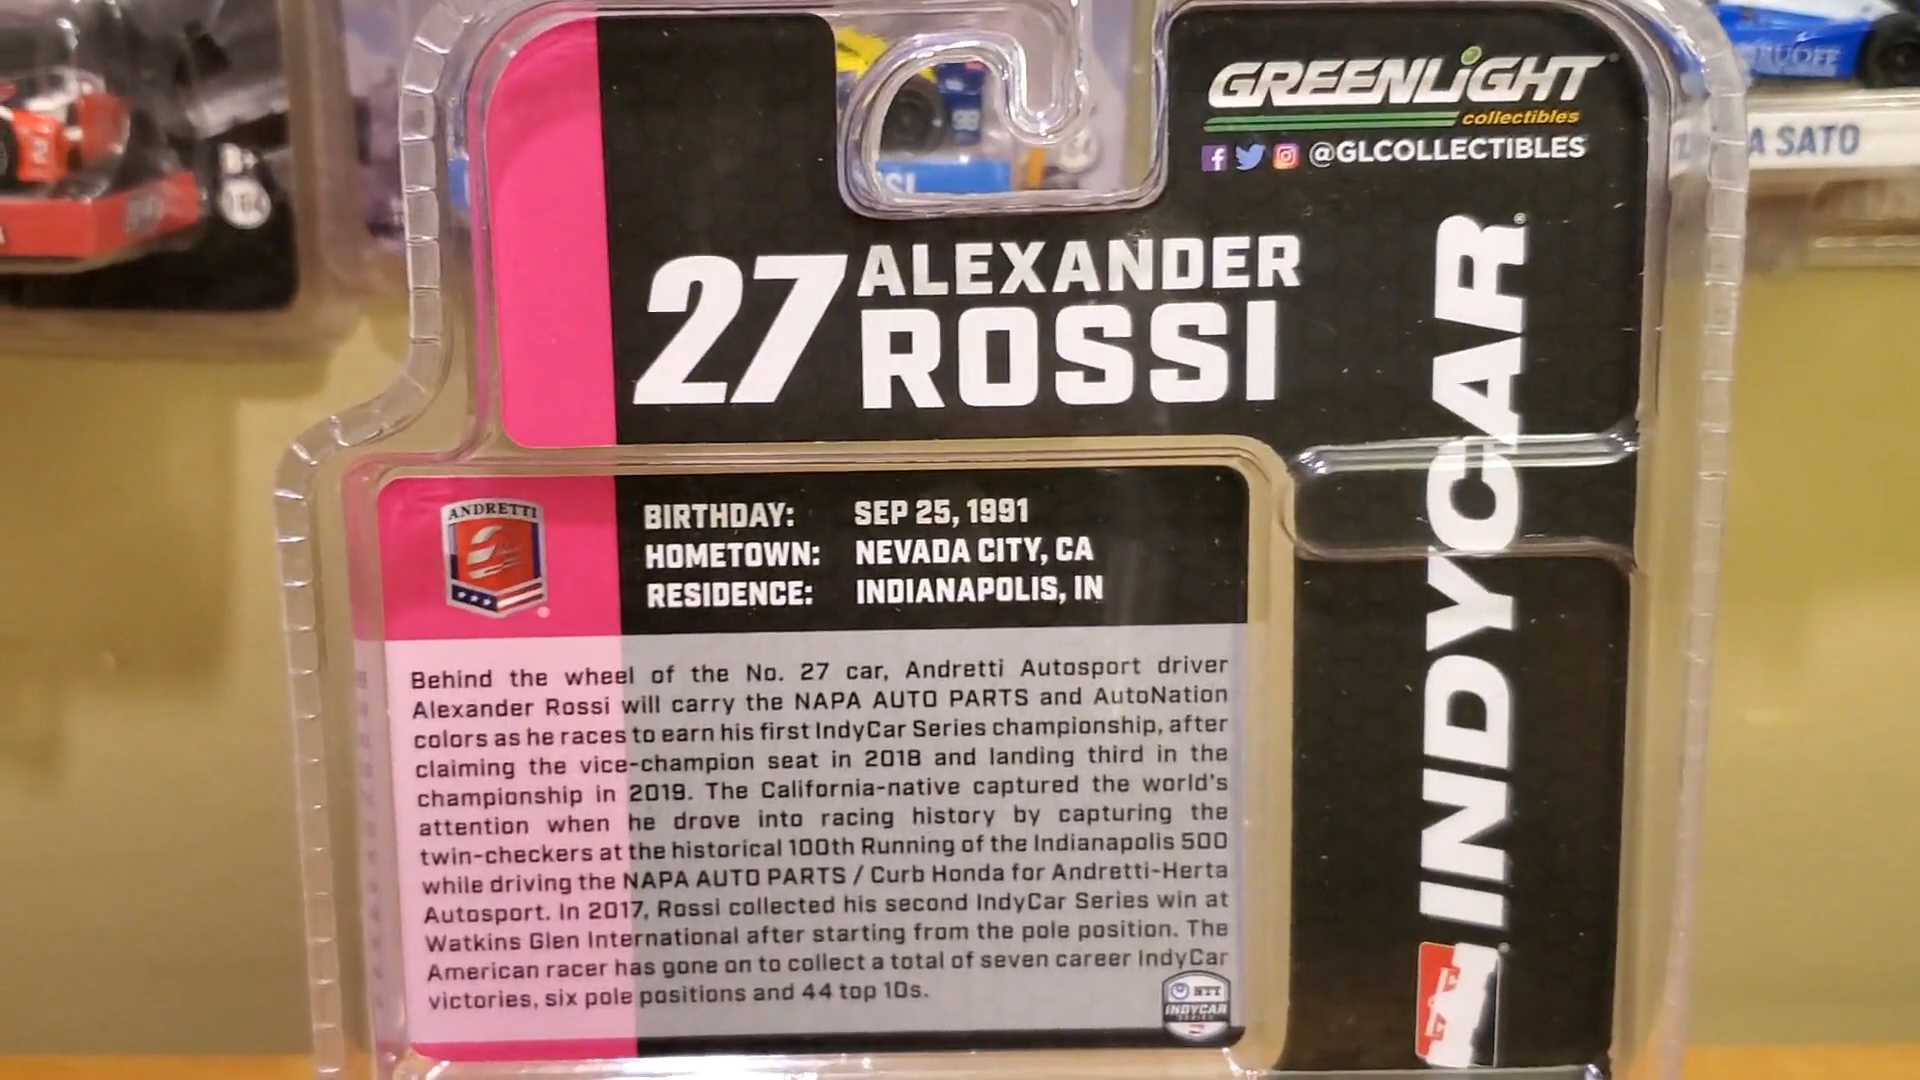 GREENLiGHT
collectibles
@GLCOLLECTIBLES
RUOFF
A SATO
98
27 ALEXANDER
ROSSI
INDYCAR
ANDRETTI
BIRTHDAY: SEP 25, 1991
HOMETOWN: NEVADA CITY, CA
RESIDENCE: INDIANAPOLIS, IN
Behind the wheel of the No. 27 car, Andretti Autosport driver
Alexander Rossi will carry the NAPA AUTO PARTS and AutoNation
colors as he races to earn his first IndyCar Series championship, after
claiming the vice-champion seat in 2018 and landing third in the
championship in 2019. The California-native captured the world's
attention when he drove into racing history by capturing the
twin-checkers at the historical 100th Running of the Indianapolis 500
while driving the NAPA AUTO PARTS / Curb Honda for Andretti-Herta
Autosport. In 2017, Rossi collected his second IndyCar Series win at
Watkins Glen International after starting from the pole position. The
American racer has gone on to collect a total of seven career IndyCar
victories, six pole positions and 44 top 10s.
NTT
INDYCAR
SERIES